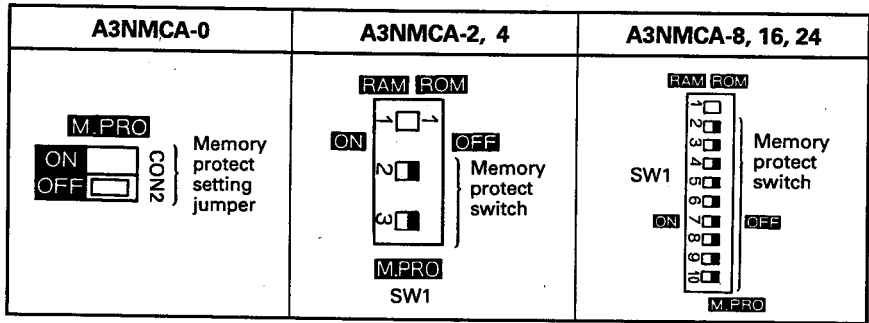 A3NMCA-0
A3NMCA-2, 4
A3NMCA-8, 16, 24
M.PRO
ON
OFF
CON2
Memory
protect
setting
jumper
RAM ROM
ON
OFF
1 1
2
3
Memory
protect
switch
M.PRO
SW1
RAM ROM
SW1
ON
OFF
1
2
3
4
5
6
7
8
9
10
Memory
protect
switch
M.PRO